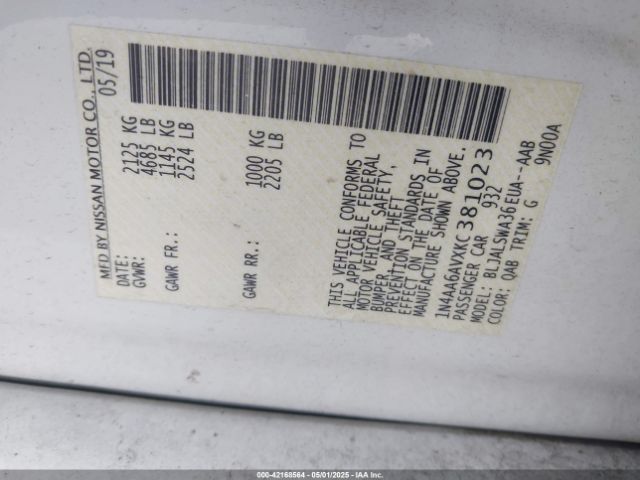 MFD BY NISSAN MOTOR CO., LTD.
DATE: 05/19
GVWR: 2125 KG
4685 LB
GAWR FR.: 1145 KG
2524 LB
GAWR RR.: 1000 KG
2205 LB
THIS VEHICLE CONFORMS TO
ALL APPLICABLE FEDERAL
MOTOR VEHICLE SAFETY,
BUMPER, AND THEFT
PREVENTION STANDARDS IN
EFFECT ON THE DATE OF
MANUFACTURE SHOWN ABOVE.
1N4AA6AVXKC381023
PASSENGER CAR 932
MODEL: BLJALSWA36EUA--AAB
COLOR: QAB TRIM: G 9N00A
000-42168564 — 05/01/2025 — IAA Inc.